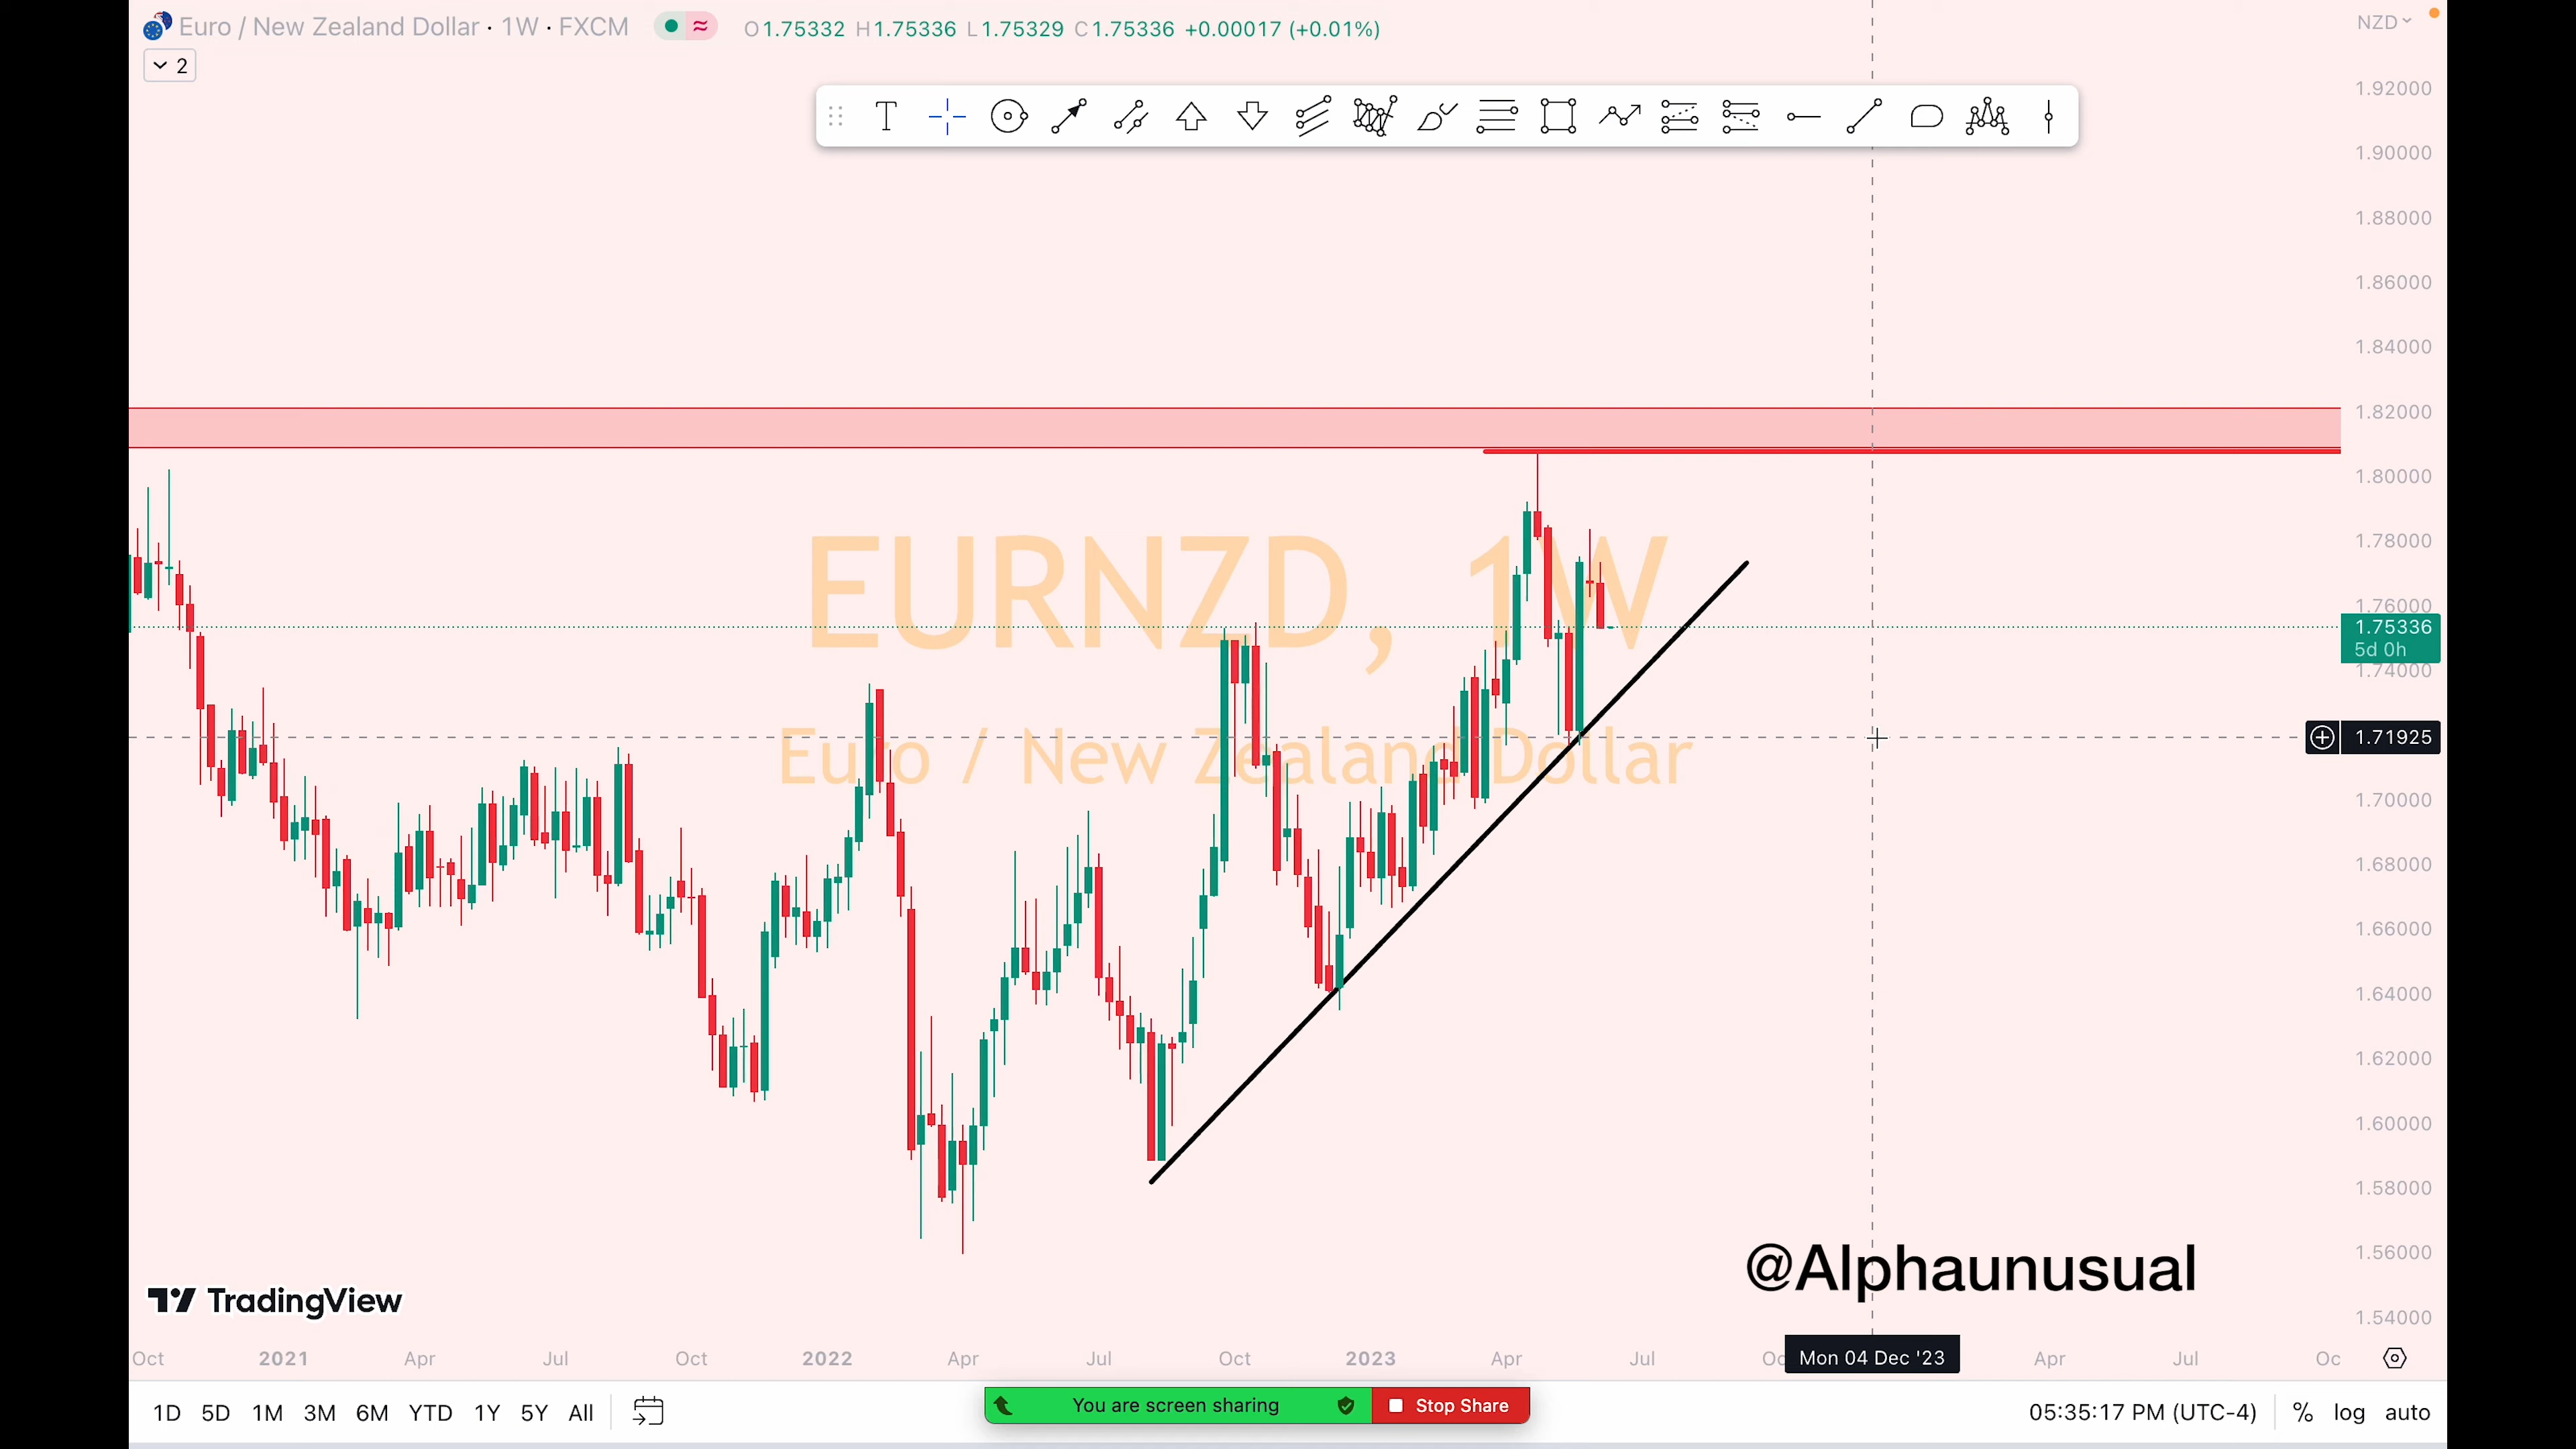 Euro / New Zealand Dollar · 1W · FXCM
O1.75332 H1.75336 L1.75329 C1.75336 +0.00017 (+0.01%)
NZD
2
1.92000
1.90000
1.88000
1.86000
1.84000
1.82000
1.80000
1.78000
1.76000
1.75336
5d 0h
1.74000
1.71925
1.70000
1.68000
1.66000
1.64000
1.62000
1.60000
1.58000
1.56000
1.54000
EURNZD, 1W
Euro / New Zealand Dollar
@Alphaunusual
TradingView
Oct 2021 Apr Jul Oct 2022 Apr Jul Oct 2023 Apr Jul Oc Mon 04 Dec '23 Apr Jul Oc
1D 5D 1M 3M 6M YTD 1Y 5Y All
You are screen sharing Stop Share
05:35:17 PM (UTC-4) % log auto